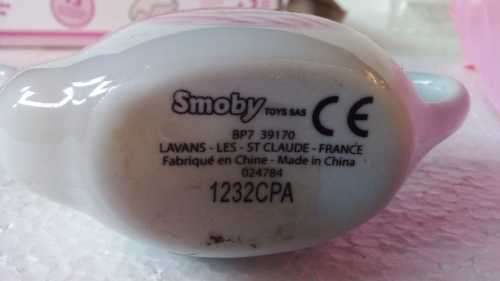 Smoby TOYS SAS CE
BP7 39170
LAVANS - LES - ST CLAUDE - FRANCE
Fabriqué en Chine - Made in China
024784
1232CPA